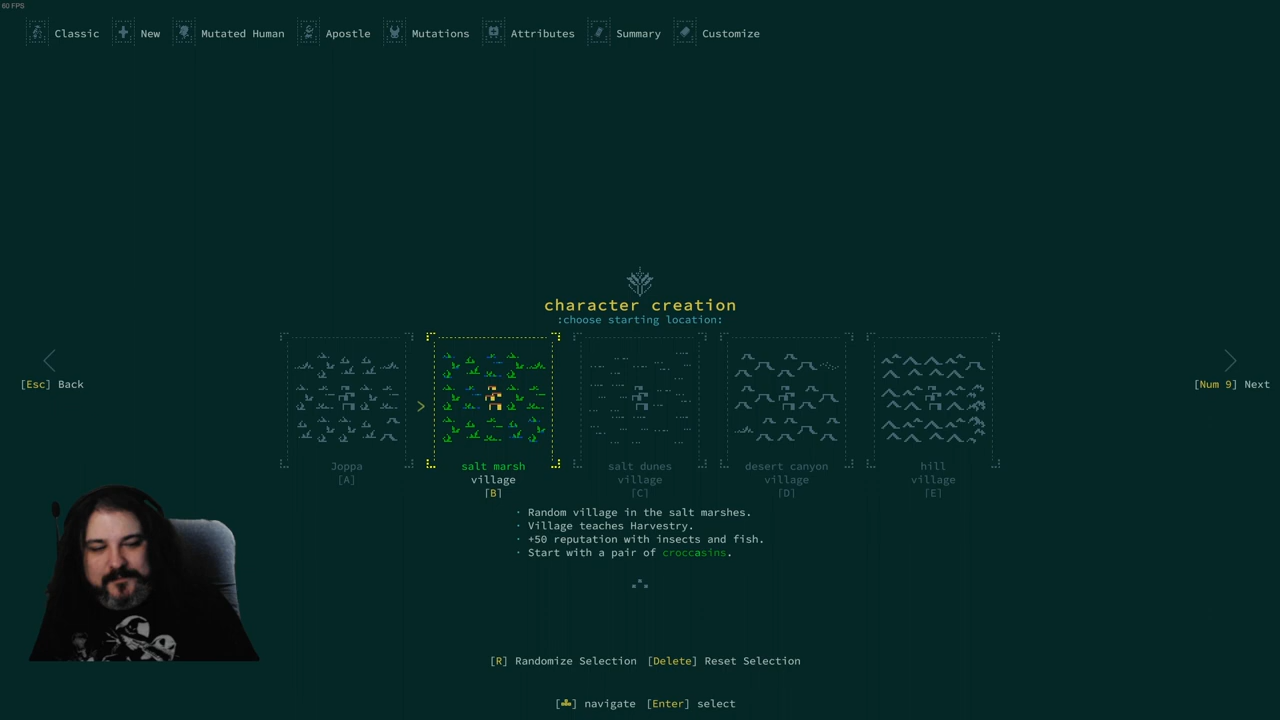 60 FPS
Classic New Mutated Human Apostle Mutations Attributes Summary Customize
character creation
:choose starting location:
[Esc] Back
[Num 9] Next
>
Joppa
[A]
salt marsh
village
[B]
salt dunes
village
[C]
desert canyon
village
[D]
hill
village
[E]
· Random village in the salt marshes.
· Village teaches Harvestry.
· +50 reputation with insects and fish.
· Start with a pair of croccasins.
[R] Randomize Selection [Delete] Reset Selection
[] navigate [Enter] select